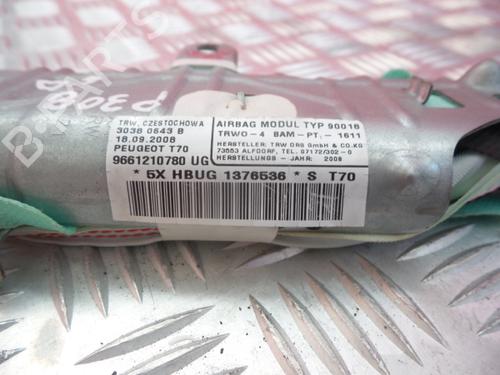 P308
TRW, CZESTOCHOWA
3038 0643 B
18.09.2008
PEUGEOT T70
9661210780 UG
AIRBAG MODUL TYP 90016
TRWO-4 BAM-PT.- 1611
HERSTELLER: TRW ORS GmbH & CO.KG
73553 ALFDORF, TEL. 07172/302-0
HERSTELLUNGS - JAHR: 2008
* 5X HBUG 1376536 * S T70